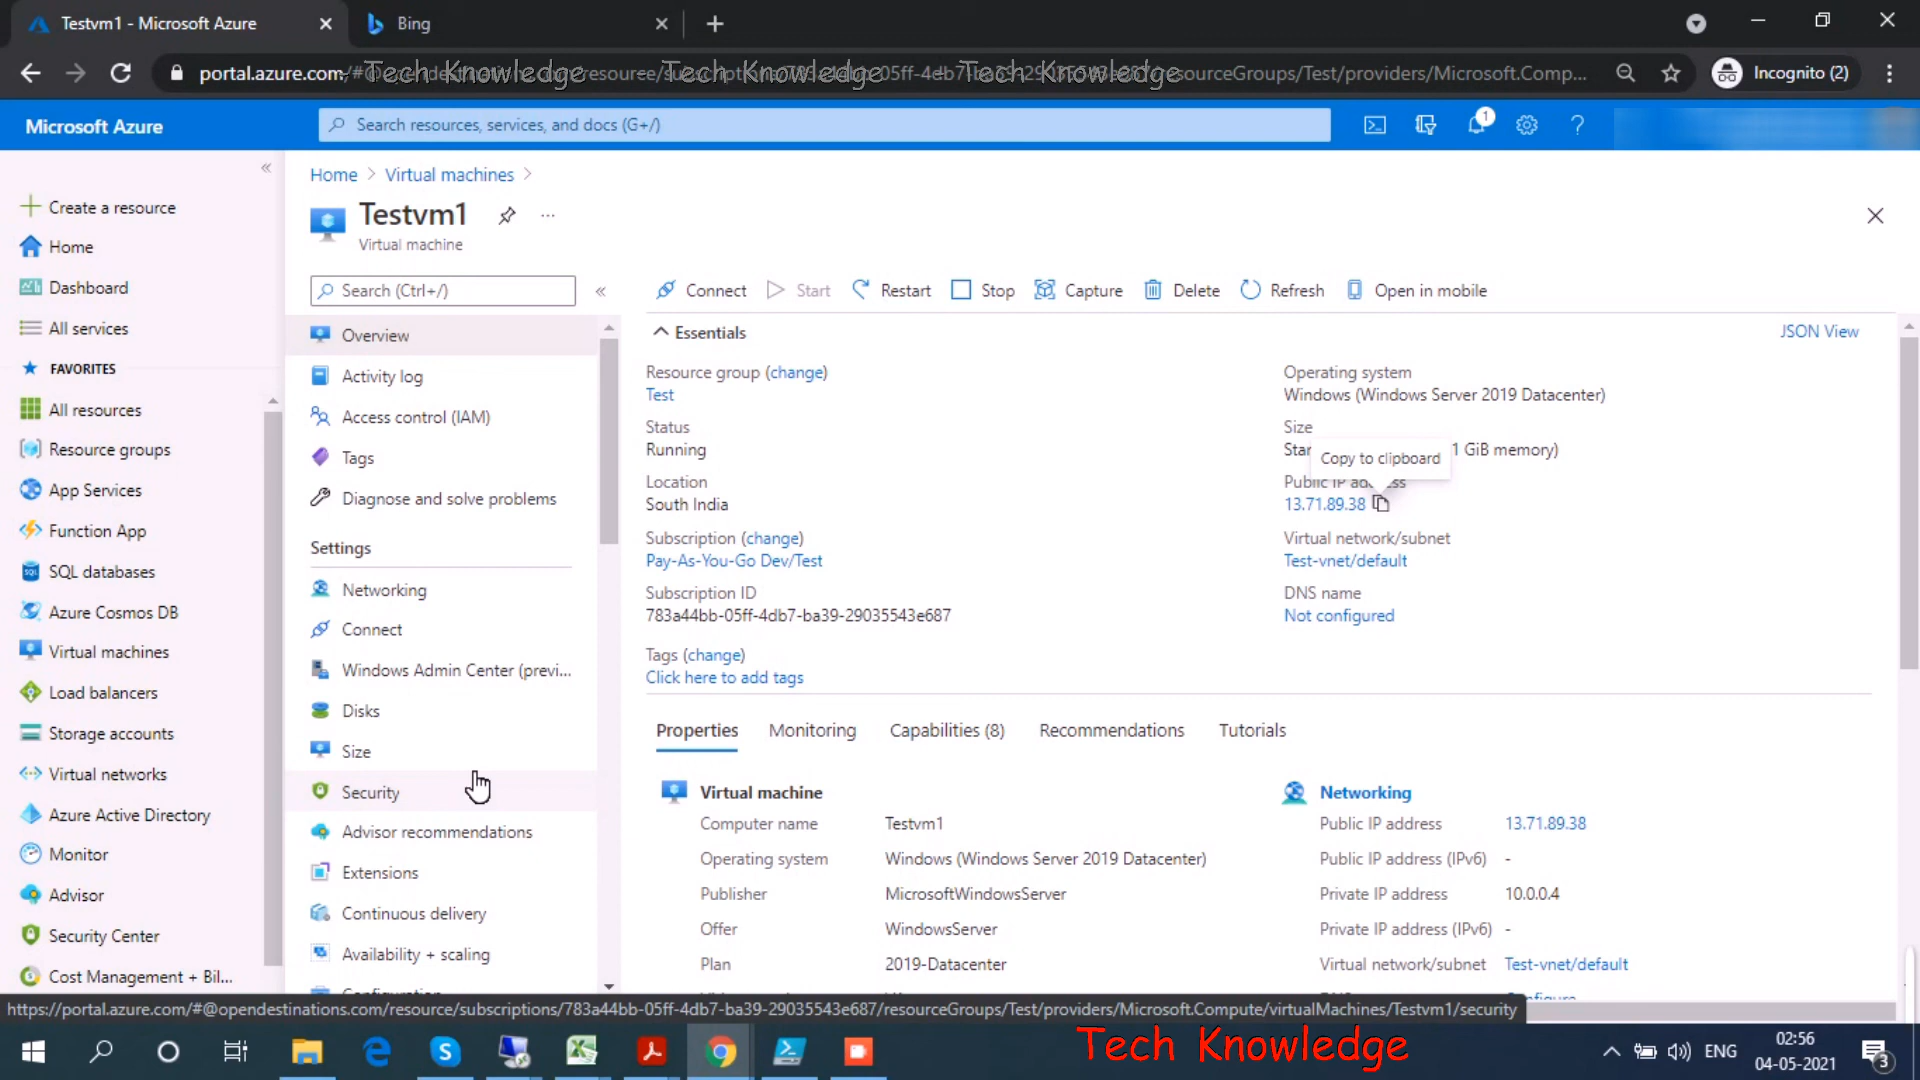 Testvm1 - Microsoft Azure
Bing
portal.azure.com
Tech Knowledge - Tech Knowledge - Tech Knowledge
esourceGroups/Test/providers/Microsoft.Comp...
Incognito (2)
Microsoft Azure
Search resources, services, and docs (G+/)
1
Create a resource
Home
Dashboard
All services
FAVORITES
All resources
Resource groups
App Services
Function App
SQL databases
Azure Cosmos DB
Virtual machines
Load balancers
Storage accounts
Virtual networks
Azure Active Directory
Monitor
Advisor
Security Center
Cost Management + Bil...
Home > Virtual machines >
Testvm1
Virtual machine
Search (Ctrl+/)
Overview
Activity log
Access control (IAM)
Tags
Diagnose and solve problems
Settings
Networking
Connect
Windows Admin Center (previ...
Disks
Size
Security
Advisor recommendations
Extensions
Continuous delivery
Availability + scaling
Connect
Start
Restart
Stop
Capture
Delete
Refresh
Open in mobile
Essentials
JSON View
Resource group (change)
Test
Status
Running
Location
South India
Subscription (change)
Pay-As-You-Go Dev/Test
Subscription ID
783a44bb-05ff-4db7-ba39-29035543e687
Tags (change)
Click here to add tags
Operating system
Windows (Windows Server 2019 Datacenter)
Size
1 GiB memory)
Copy to clipboard
Public IP address
13.71.89.38
Virtual network/subnet
Test-vnet/default
DNS name
Not configured
Properties
Monitoring
Capabilities (8)
Recommendations
Tutorials
Virtual machine
Computer name Testvm1
Operating system Windows (Windows Server 2019 Datacenter)
Publisher MicrosoftWindowsServer
Offer WindowsServer
Plan 2019-Datacenter
Networking
Public IP address 13.71.89.38
Public IP address (IPv6) -
Private IP address 10.0.0.4
Private IP address (IPv6) -
Virtual network/subnet Test-vnet/default
https://portal.azure.com/#@opendestinations.com/resource/subscriptions/783a44bb-05ff-4db7-ba39-29035543e687/resourceGroups/Test/providers/Microsoft.Compute/virtualMachines/Testvm1/security
Tech Knowledge
ENG
02:56
04-05-2021
3